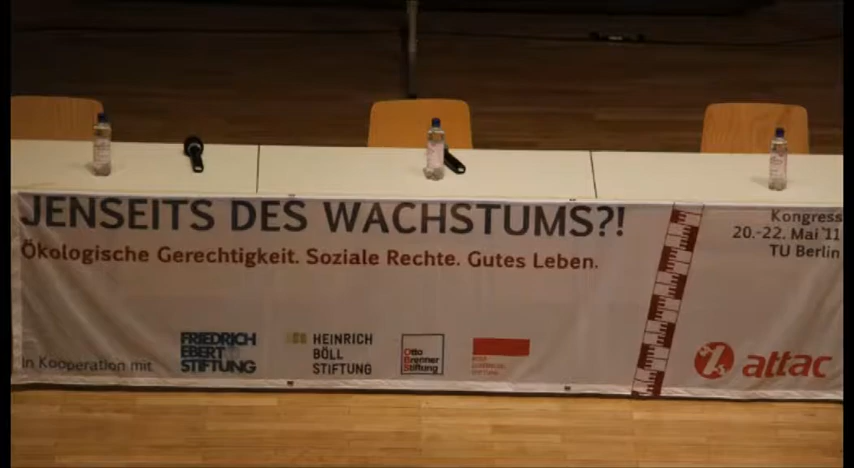 JENSEITS DES WACHSTUMS?!
Ökologische Gerechtigkeit. Soziale Rechte. Gutes Leben.
Kongress
20.-22. Mai '11
TU Berlin
In Kooperation mit
FRIEDRICH
EBERT
STIFTUNG
HEINRICH
BÖLL
STIFTUNG
Otto
Brenner
Stiftung
attac